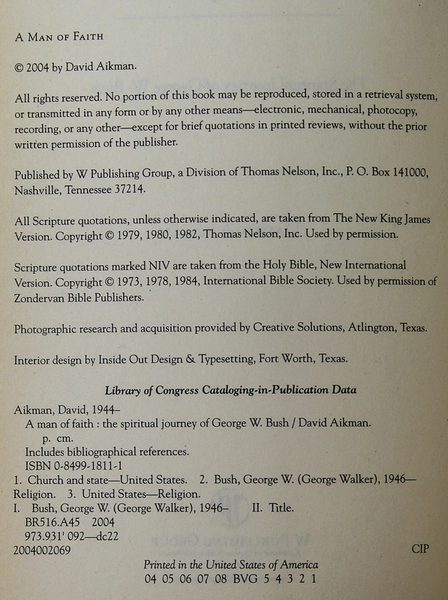 A MAN OF FAITH
© 2004 by David Aikman.
All rights reserved. No portion of this book may be reproduced, stored in a retrieval system,
or transmitted in any form or by any other means—electronic, mechanical, photocopy,
recording, or any other—except for brief quotations in printed reviews, without the prior
written permission of the publisher.
Published by W Publishing Group, a Division of Thomas Nelson, Inc., P. O. Box 141000,
Nashville, Tennessee 37214.
All Scripture quotations, unless otherwise indicated, are taken from The New King James
Version. Copyright © 1979, 1980, 1982, Thomas Nelson, Inc. Used by permission.
Scripture quotations marked NIV are taken from the Holy Bible, New International
Version. Copyright © 1973, 1978, 1984, International Bible Society. Used by permission of
Zondervan Bible Publishers.
Photographic research and acquisition provided by Creative Solutions, Atlington, Texas.
Interior design by Inside Out Design & Typesetting, Fort Worth, Texas.
Library of Congress Cataloging-in-Publication Data
Aikman, David, 1944–
A man of faith : the spiritual journey of George W. Bush / David Aikman.
p. cm.
Includes bibliographical references.
ISBN 0-8499-1811-1
1. Church and state—United States. 2. Bush, George W. (George Walker), 1946—
Religion. 3. United States—Religion.
I. Bush, George W. (George Walker), 1946– II. Title.
BR516.A45 2004
973.931' 092—dc22
2004002069 CIP
Printed in the United States of America
04 05 06 07 08 BVG 5 4 3 2 1